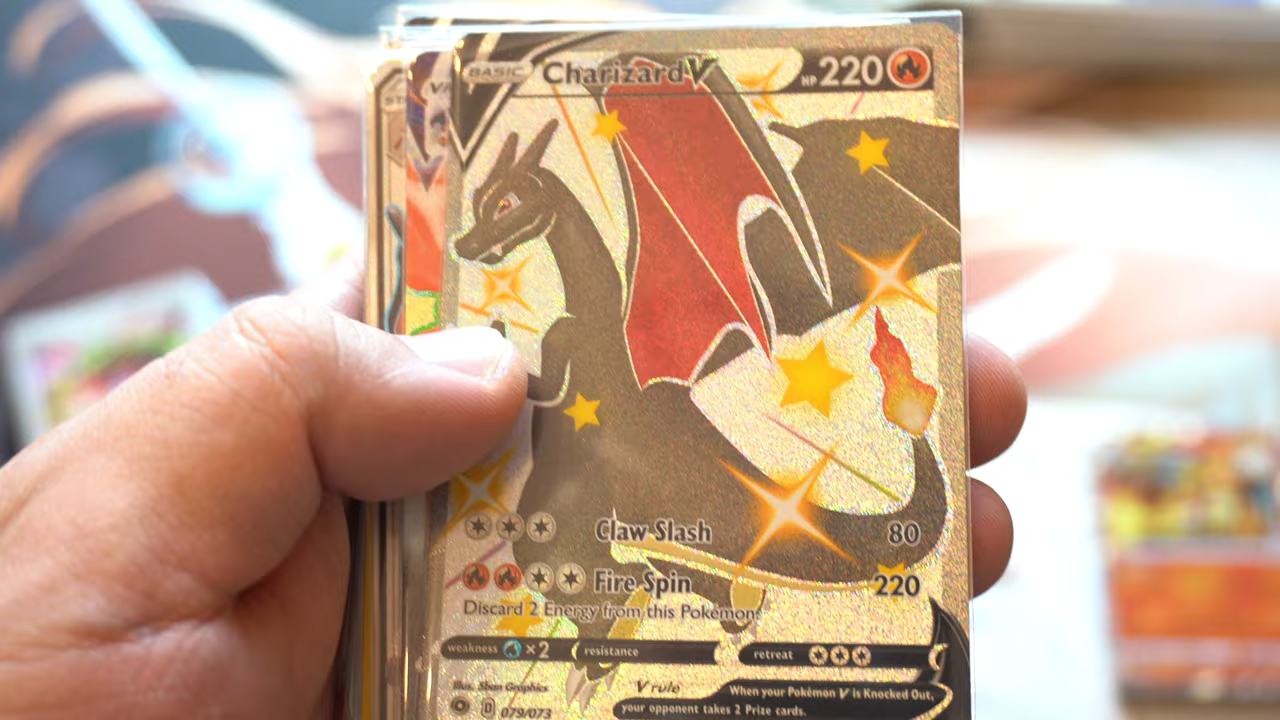 BASIC Charizard V HP 220
Claw Slash 80
Fire Spin 220
Discard 2 Energy from this Pokémon.
weakness ×2 resistance retreat
Illus. 5ban Graphics
V rule When your Pokémon V is Knocked Out,
your opponent takes 2 Prize cards.
079/073